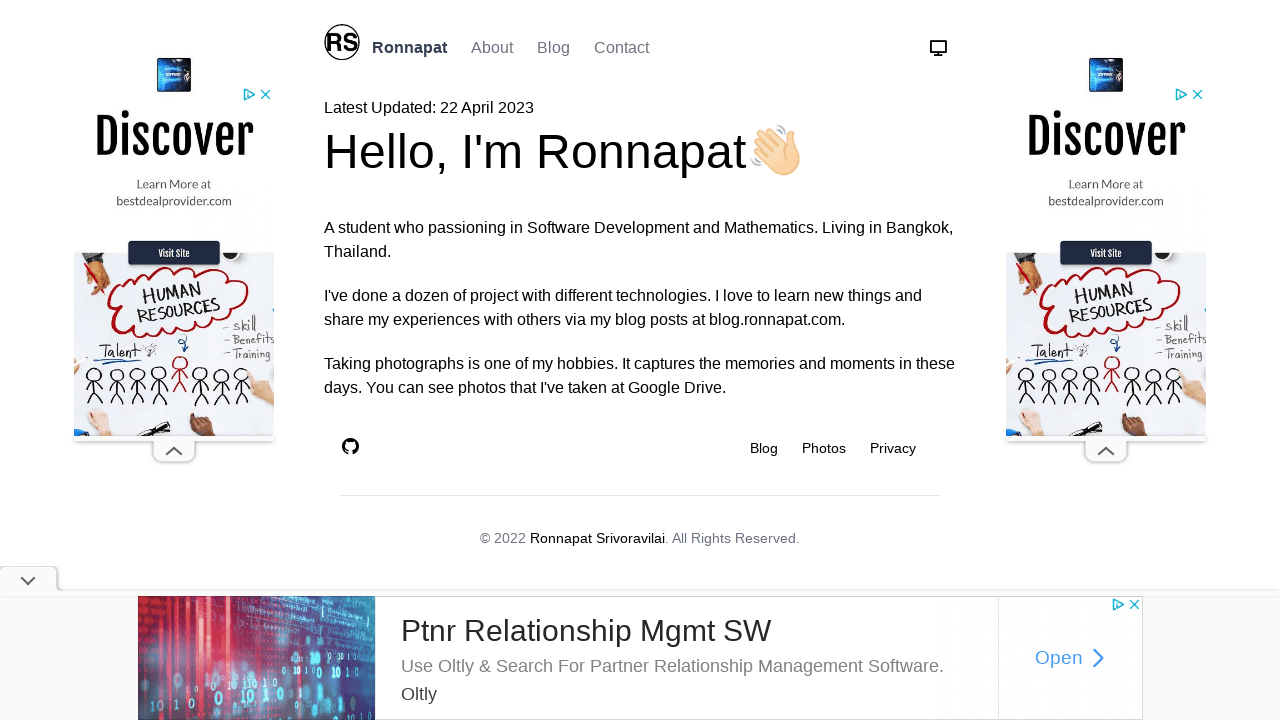 RS Ronnapat About Blog Contact
Latest Updated: 22 April 2023
Hello, I'm Ronnapat👋🏻
A student who passioning in Software Development and Mathematics. Living in Bangkok,
Thailand.
I've done a dozen of project with different technologies. I love to learn new things and
share my experiences with others via my blog posts at blog.ronnapat.com.
Taking photographs is one of my hobbies. It captures the memories and moments in these
days. You can see photos that I've taken at Google Drive.
Blog Photos Privacy
© 2022 Ronnapat Srivoravilai. All Rights Reserved.
Discover
Learn More at
bestdealprovider.com
Visit Site
HUMAN
RESOURCES
Talent
- skill
- Benefits
- Training
Discover
Learn More at
bestdealprovider.com
Visit Site
HUMAN
RESOURCES
Talent
- skill
- Benefits
- Training
Ptnr Relationship Mgmt SW
Use Oltly & Search For Partner Relationship Management Software.
Oltly
Open